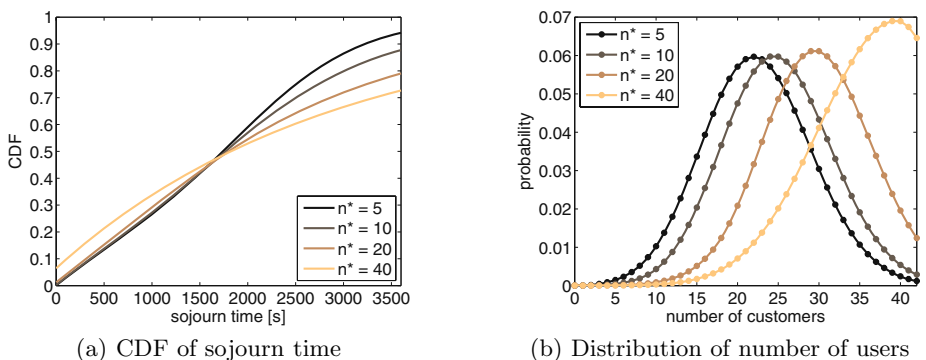 1
0.9
0.8
0.7
0.6
0.5
0.4
0.3
0.2
0.1
0
CDF
n* = 5
n* = 10
n* = 20
n* = 40
0 500 1000 1500 2000 2500 3000 3500
sojourn time [s]
(a) CDF of sojourn time
0.07
0.06
0.05
0.04
0.03
0.02
0.01
0
probability
n* = 5
n* = 10
n* = 20
n* = 40
0 5 10 15 20 25 30 35 40
number of customers
(b) Distribution of number of users